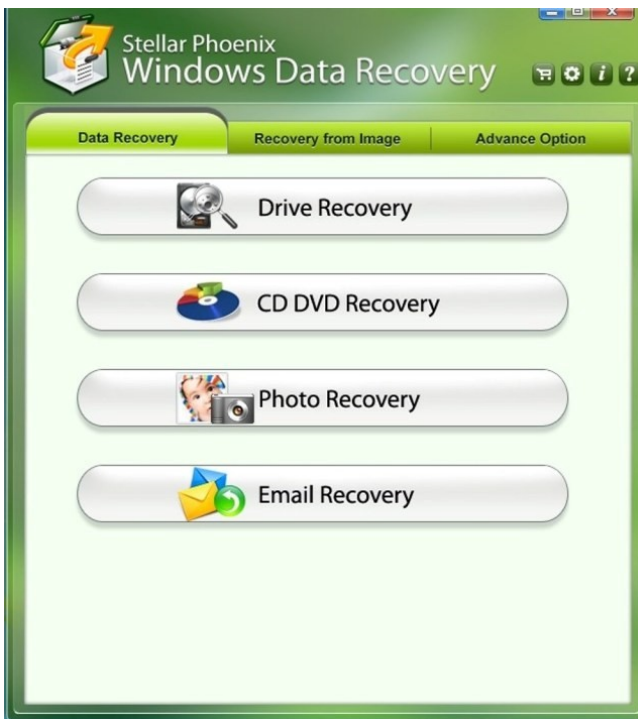 Stellar Phoenix
Windows Data Recovery
i ?
Data Recovery Recovery from Image Advance Option
Drive Recovery
CD DVD Recovery
Photo Recovery
Email Recovery